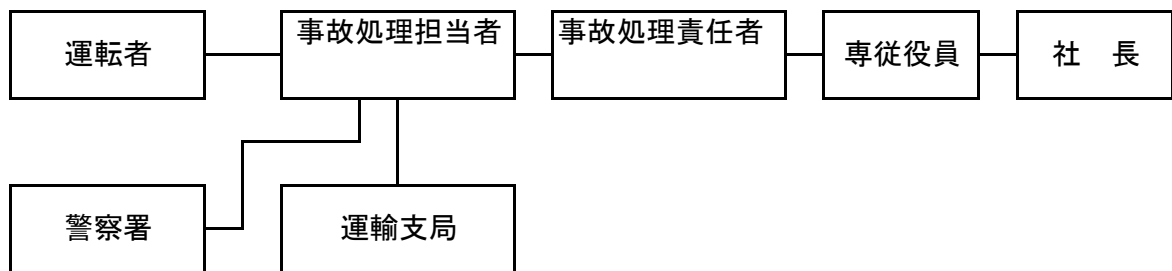 運転者
事故処理担当者
事故処理責任者
専従役員
社　長
警察署
運輸支局